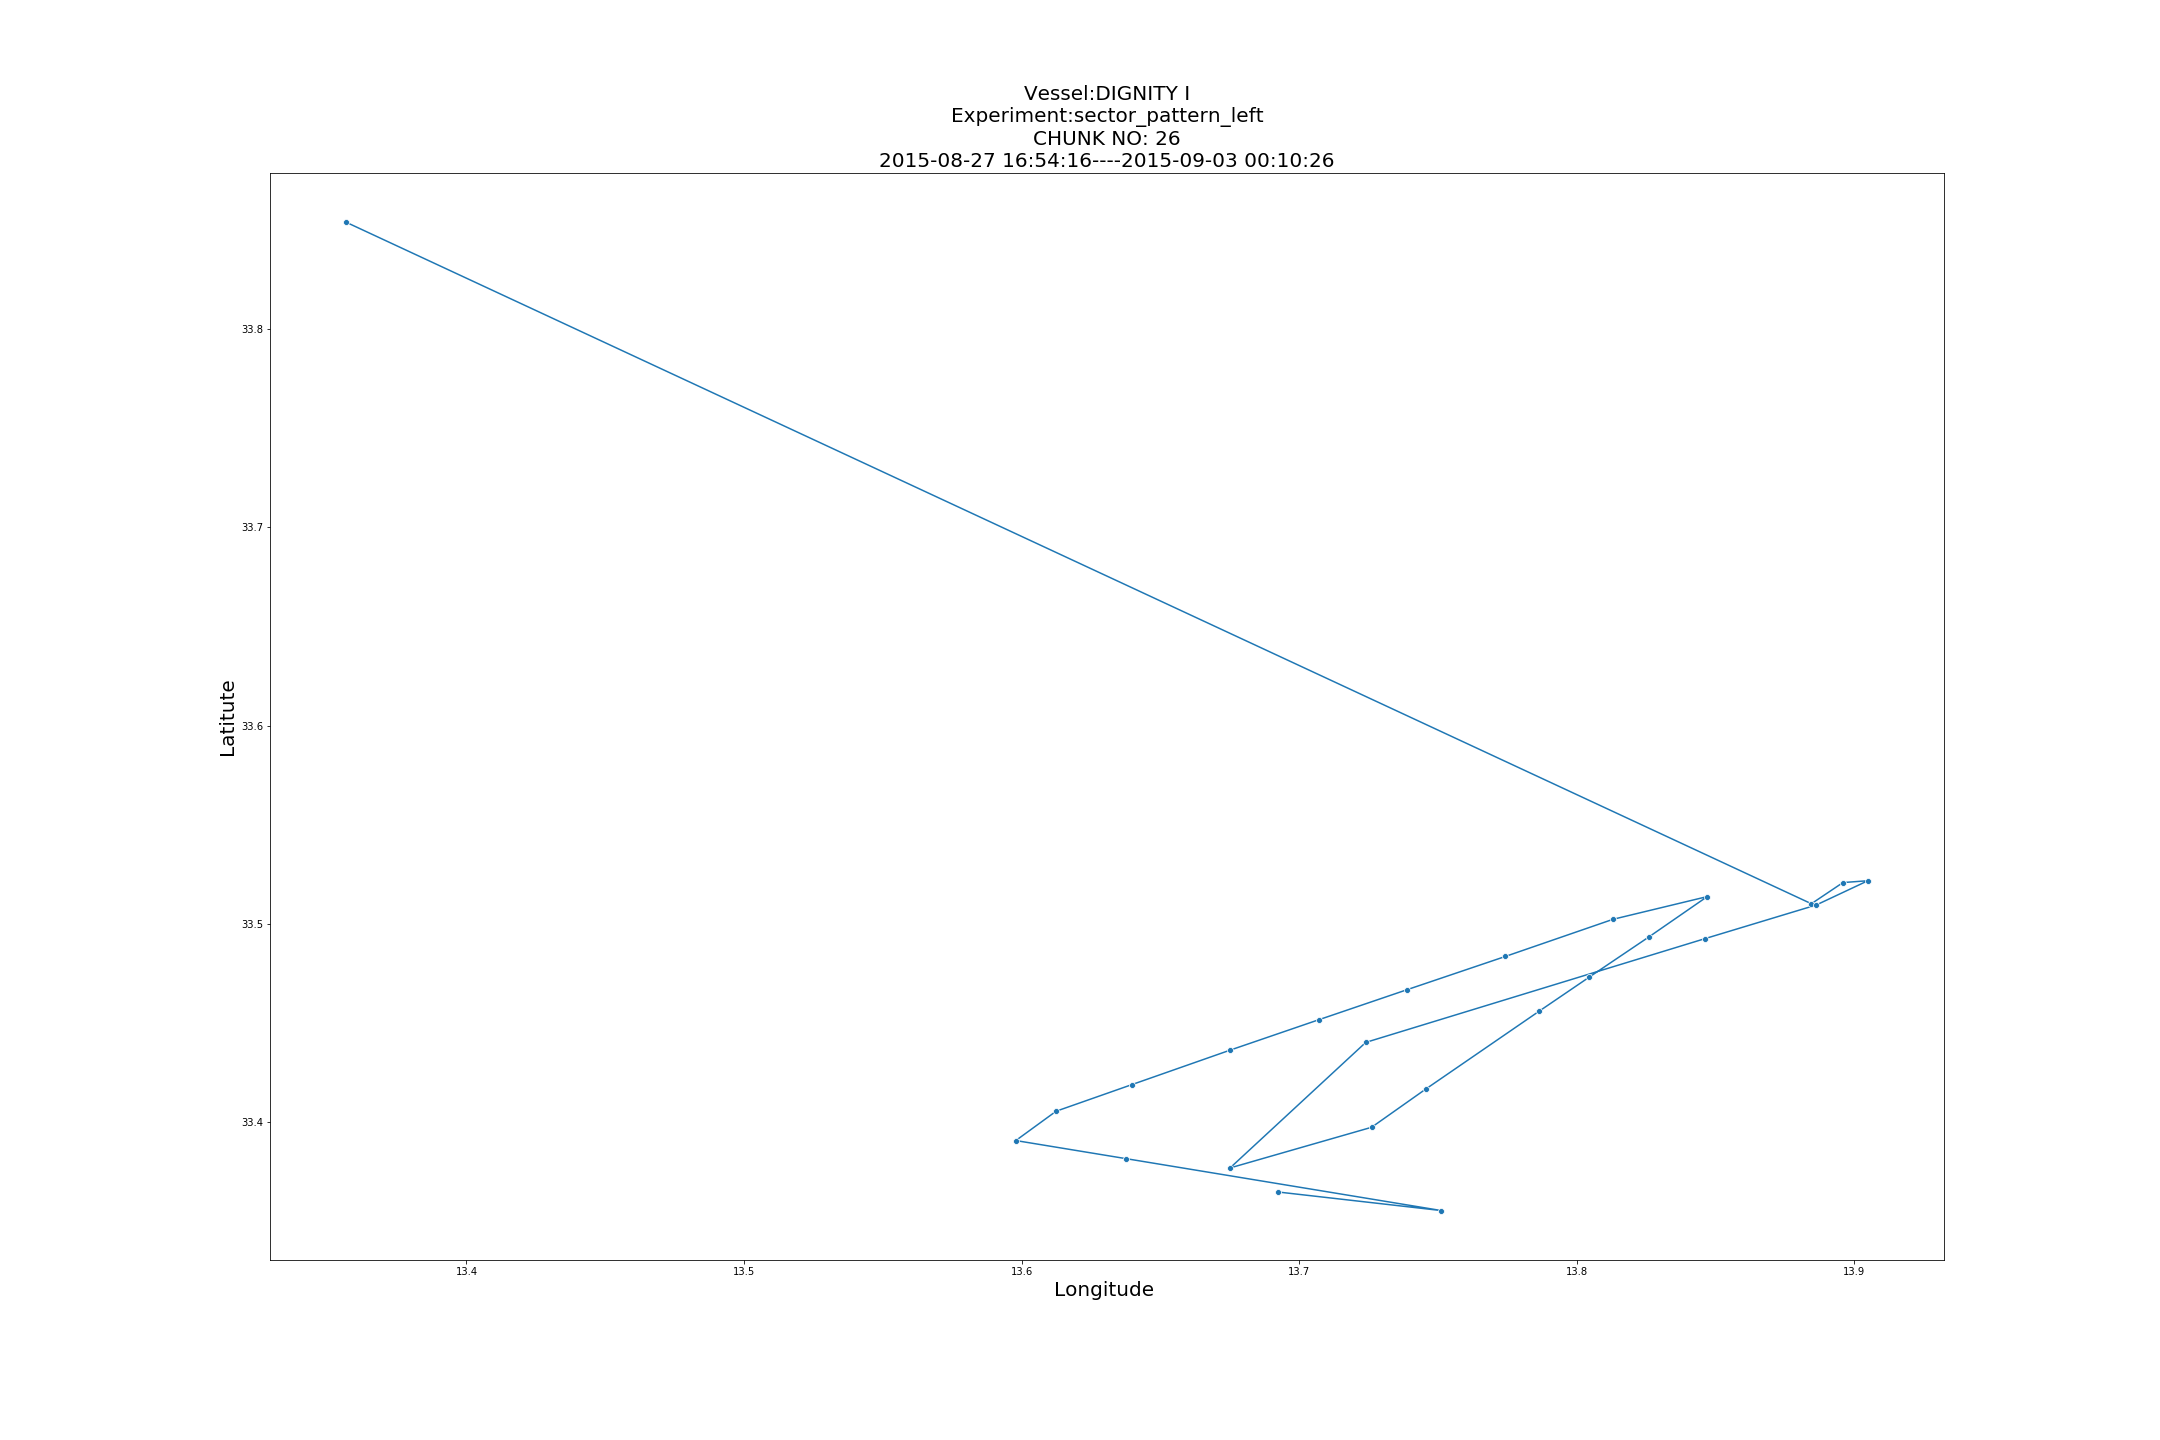 Vessel:DIGNITY I
Experiment:sector_pattern_left
CHUNK NO: 26
2015-08-27 16:54:16----2015-09-03 00:10:26
33.8
33.7
33.6
33.5
33.4
Latitute
13.4
13.5
13.6
13.7
13.8
13.9
Longitude